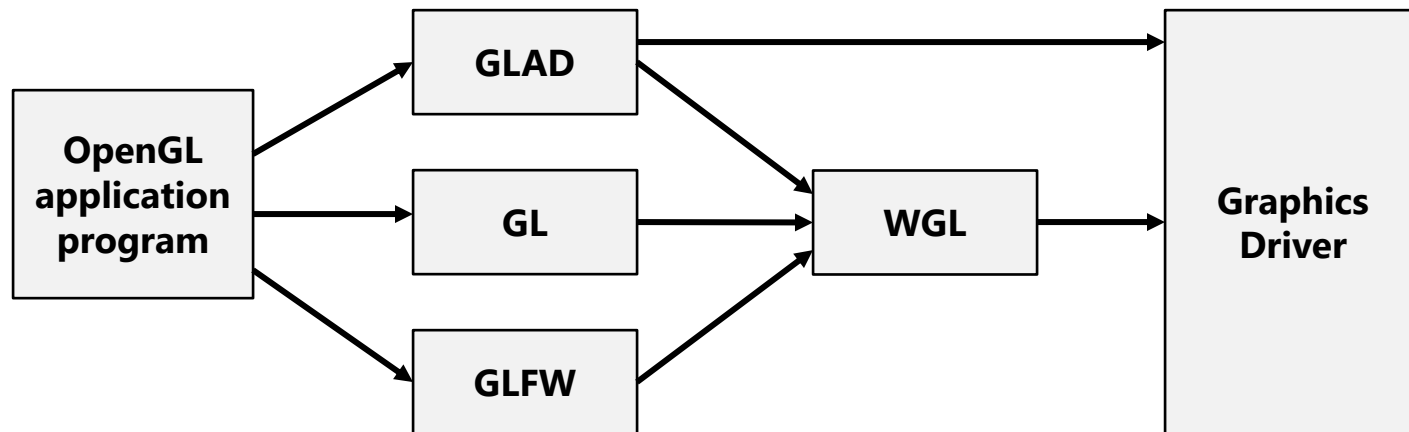 OpenGL
application
program
GLAD
GL
GLFW
WGL
Graphics
Driver